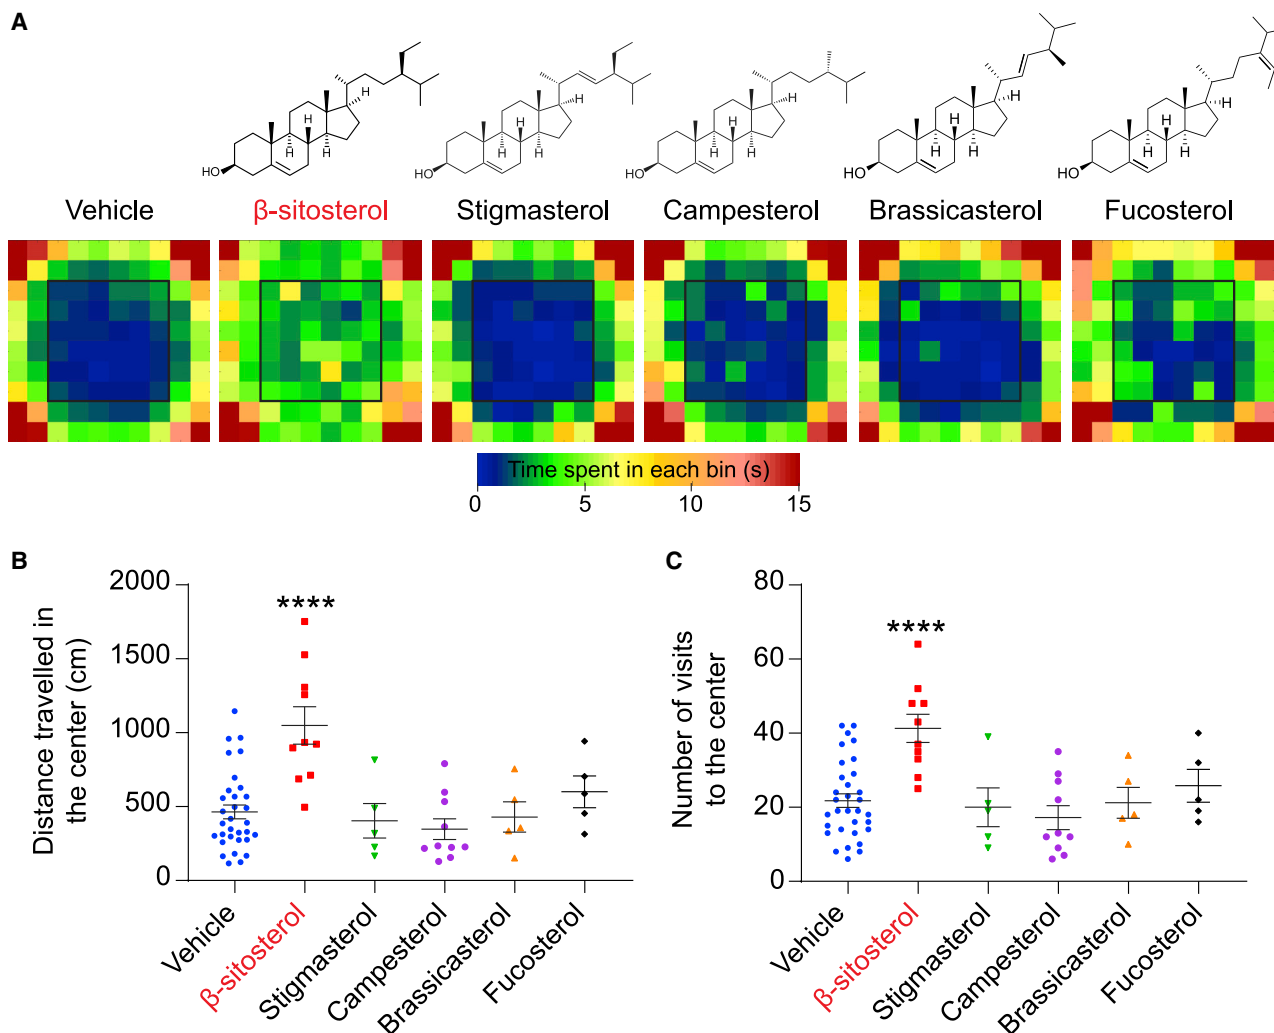 A
H H H HO
H H H HO
H H H HO
H H H HO
H H H HO
Vehicle β-sitosterol Stigmasterol Campesterol Brassicasterol Fucosterol
Time spent in each bin (s)
0 5 10 15
B
Distance travelled in
the center (cm)
2000
1500
1000
500
0
****
Vehicle
β-sitosterol
Stigmasterol
Campesterol
Brassicasterol
Fucosterol
C
Number of visits
to the center
80
60
40
20
0
****
Vehicle
β-sitosterol
Stigmasterol
Campesterol
Brassicasterol
Fucosterol